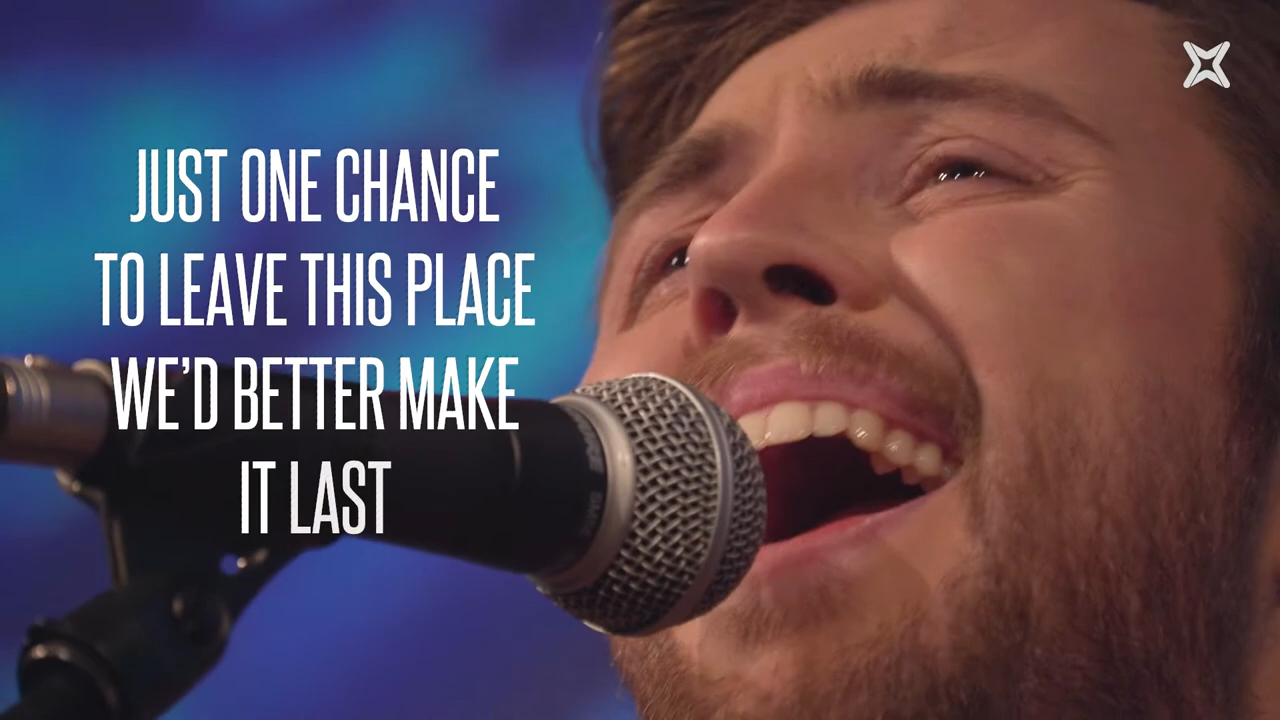 JUST ONE CHANCE
TO LEAVE THIS PLACE
WE'D BETTER MAKE
IT LAST